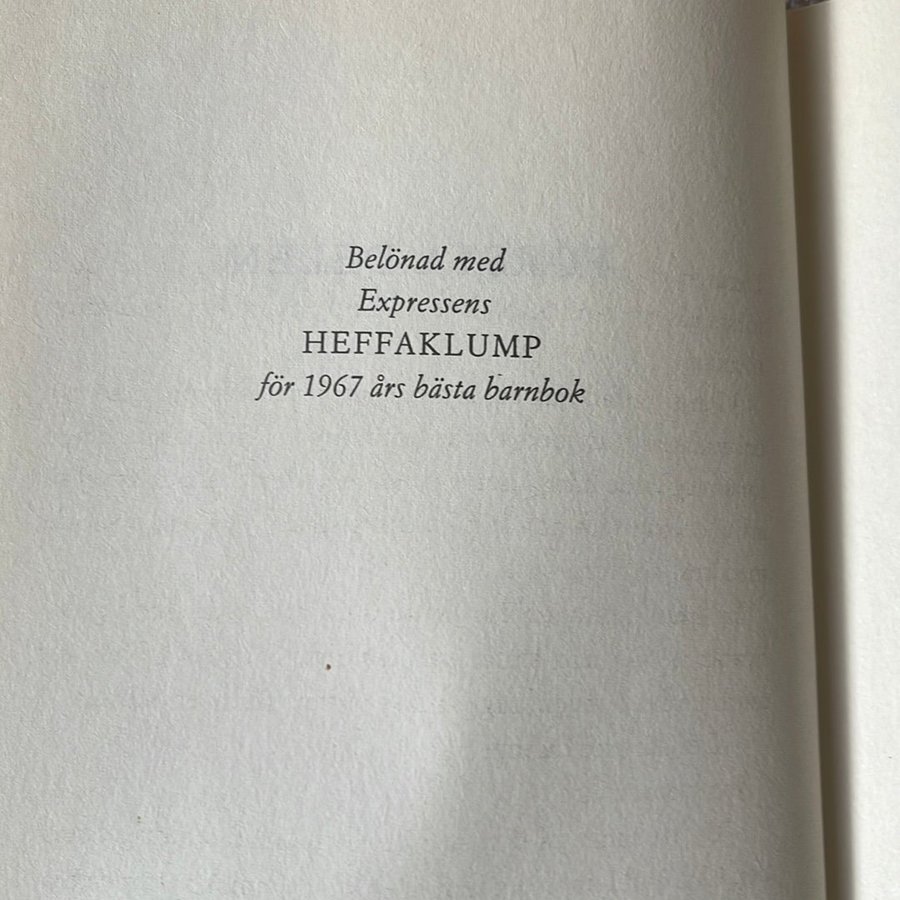 Belönad med
Expressens
HEFFAKLUMP
för 1967 års bästa barnbok